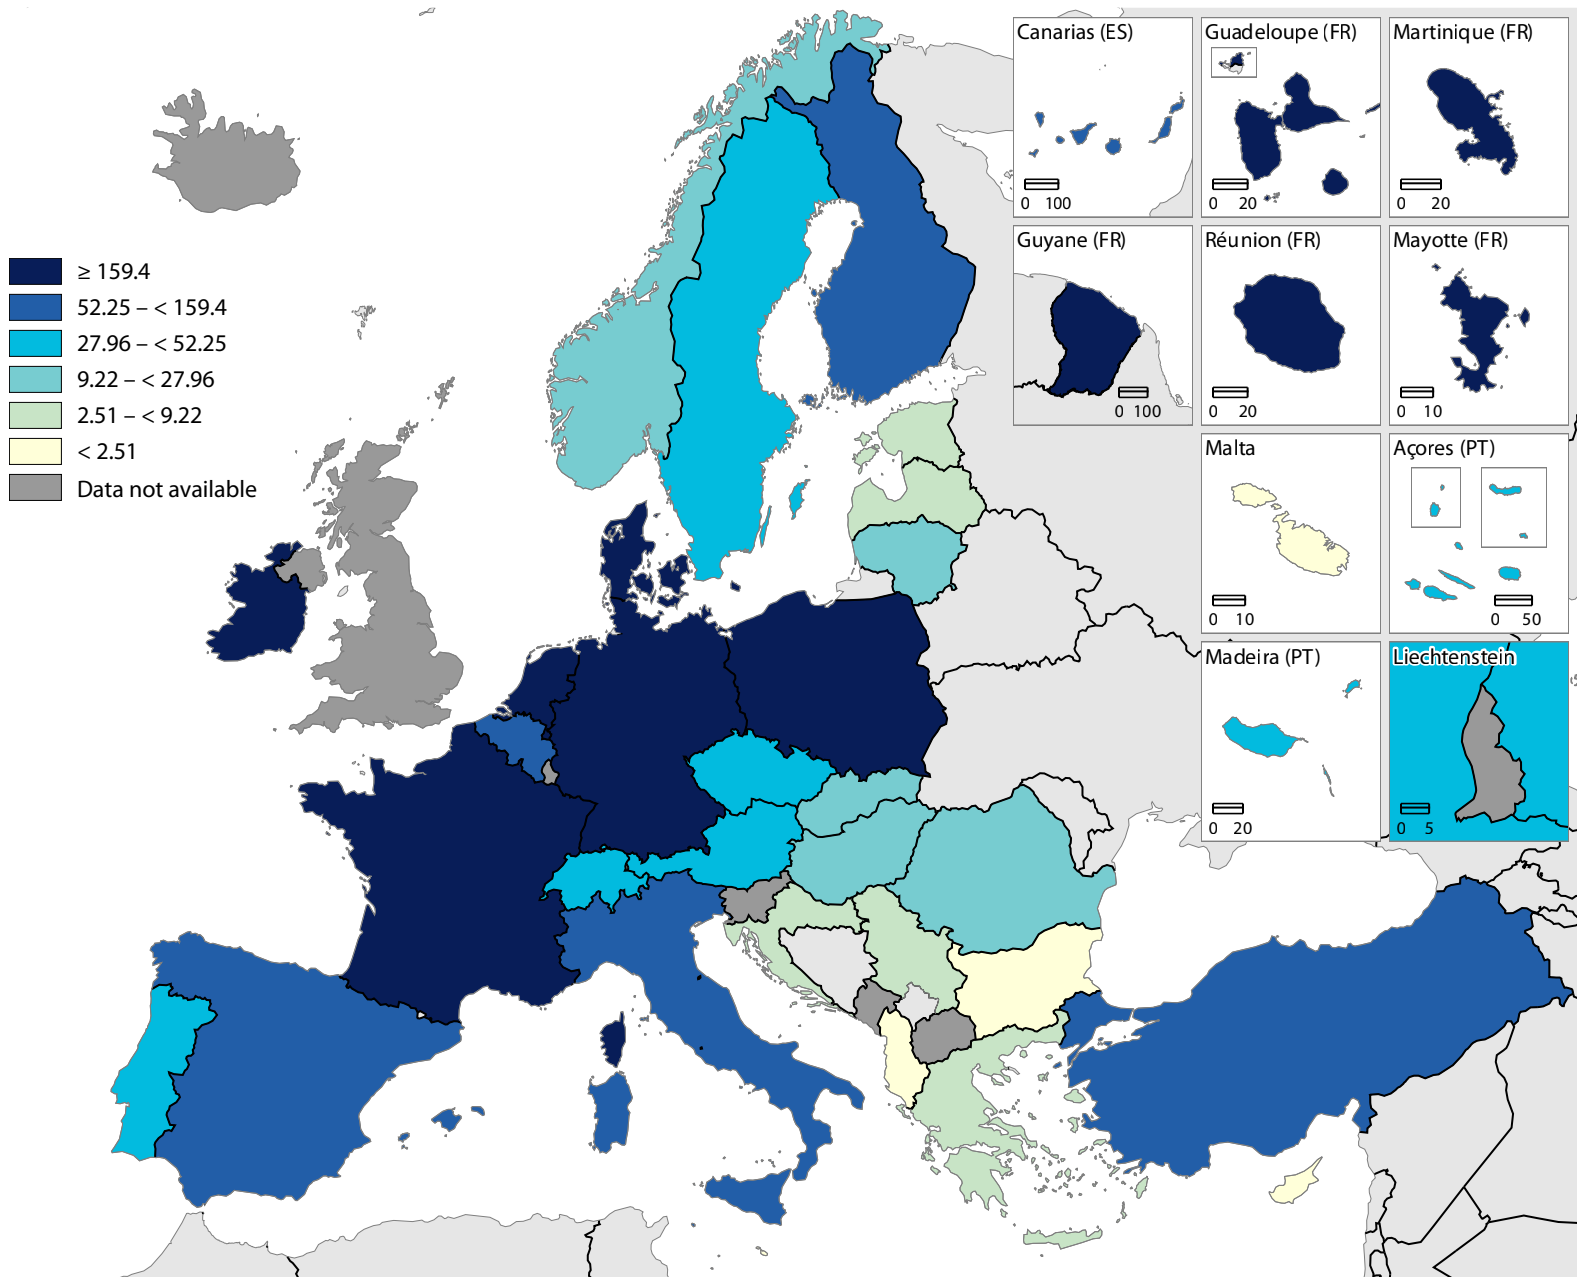 ≥ 159.4
52.25 – < 159.4
27.96 – < 52.25
9.22 – < 27.96
2.51 – < 9.22
< 2.51
Data not available
Canarias (ES)
0 100
Guadeloupe (FR)
0 20
Martinique (FR)
0 20
Guyane (FR)
0 100
Réunion (FR)
0 20
Mayotte (FR)
0 10
Malta
0 10
Açores (PT)
0 50
Madeira (PT)
0 20
Liechtenstein
0 5